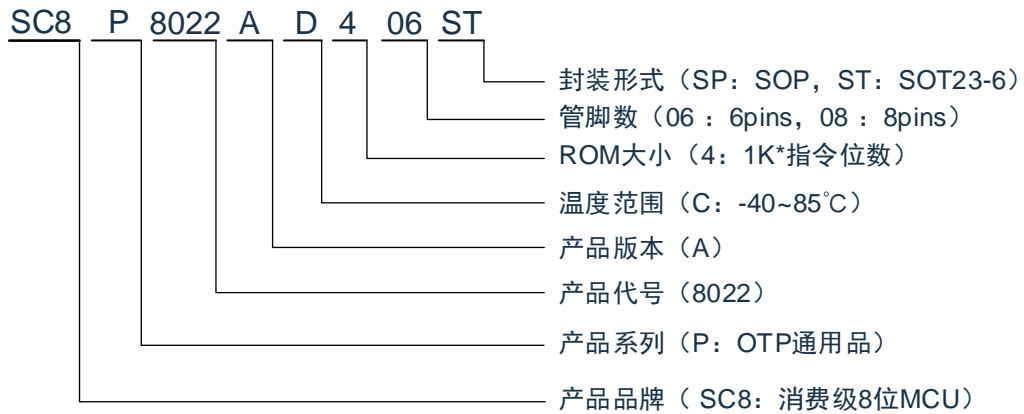 SC8 P 8022 A D 4 06 ST
封装形式（SP：SOP，ST：SOT23-6）
管脚数（06 ：6pins，08 ：8pins）
ROM大小（4：1K*指令位数）
温度范围（C：-40~85℃）
产品版本（A）
产品代号（8022）
产品系列（P：OTP通用品）
产品品牌（ SC8：消费级8位MCU）